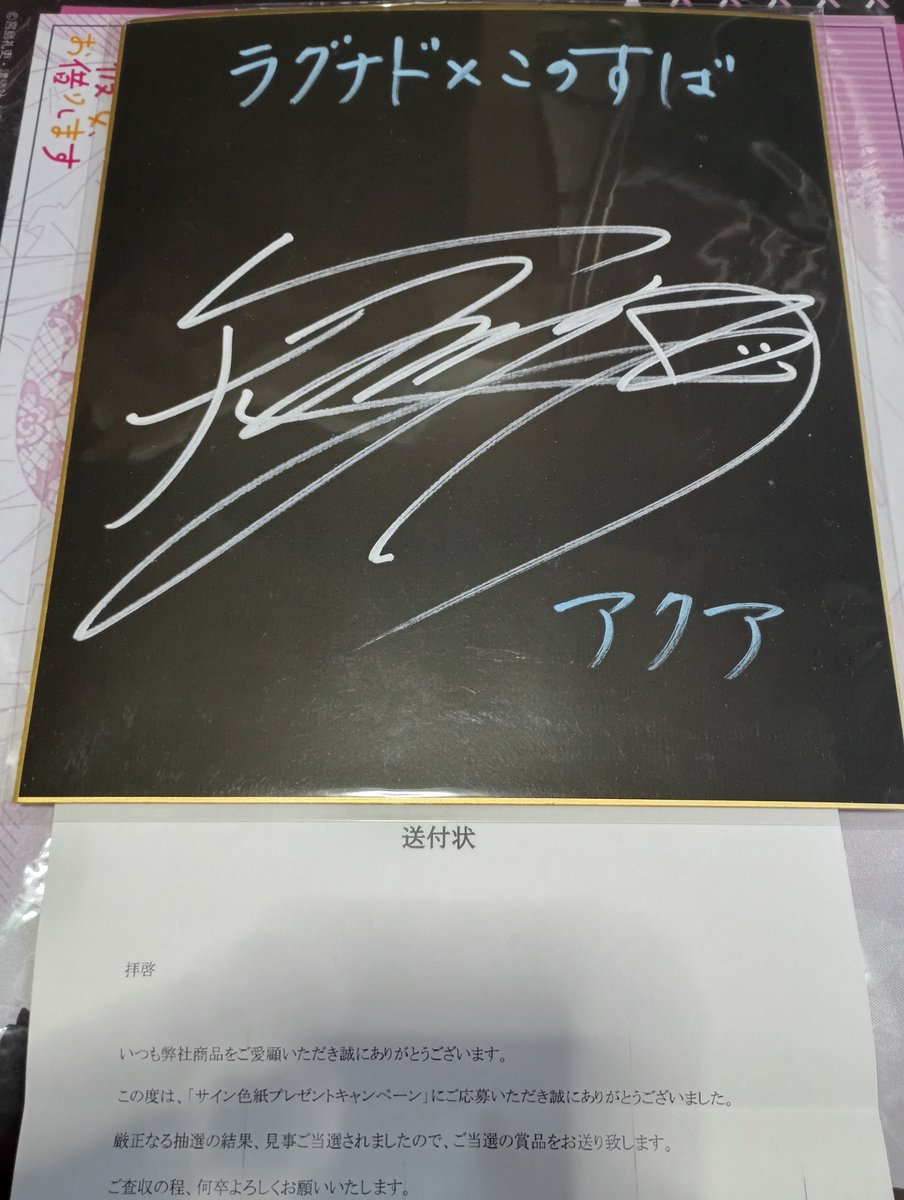 ©宮島礼吏・講談社
お借りします
ラグナド×このすば
アクア
送付状
拝啓
いつも弊社商品をご愛顧いただき誠にありがとうございます。
この度は、「サイン色紙プレゼントキャンペーン」にご応募いただき誠にありがとうございました。
厳正なる抽選の結果、見事ご当選されましたので、ご当選の賞品をお送り致します。
ご査収の程、何卒よろしくお願いいたします。